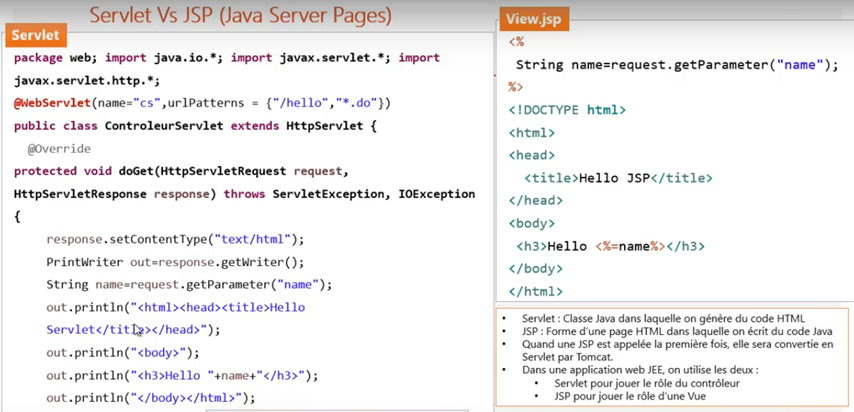 Servlet Vs JSP (Java Server Pages)
Servlet
package web; import java.io.*; import javax.servlet.*; import
javax.servlet.http.*;
@WebServlet(name="cs",urlPatterns = {"/hello","*.do"})
public class ControleurServlet extends HttpServlet {
@Override
protected void doGet(HttpServletRequest request,
HttpServletResponse response) throws ServletException, IOException
{
response.setContentType("text/html");
PrintWriter out=response.getWriter();
String name=request.getParameter("name");
out.println("<html><head><title>Hello
Servlet</title></head>");
out.println("<body>");
out.println("<h3>Hello "+name+"</h3>");
out.println("</body></html>");
View.jsp
<%
String name=request.getParameter("name");
%>
<!DOCTYPE html>
<html>
<head>
<title>Hello JSP</title>
</head>
<body>
<h3>Hello <%=name%></h3>
</body>
</html>
• Servlet : Classe Java dans laquelle on génère du code HTML
• JSP : Forme d'une page HTML dans laquelle on écrit du code Java
• Quand une JSP est appelée la première fois, elle sera convertie en
Servlet par Tomcat.
• Dans une application web JEE, on utilise les deux :
• Servlet pour jouer le rôle du contrôleur
• JSP pour jouer le rôle d'une Vue